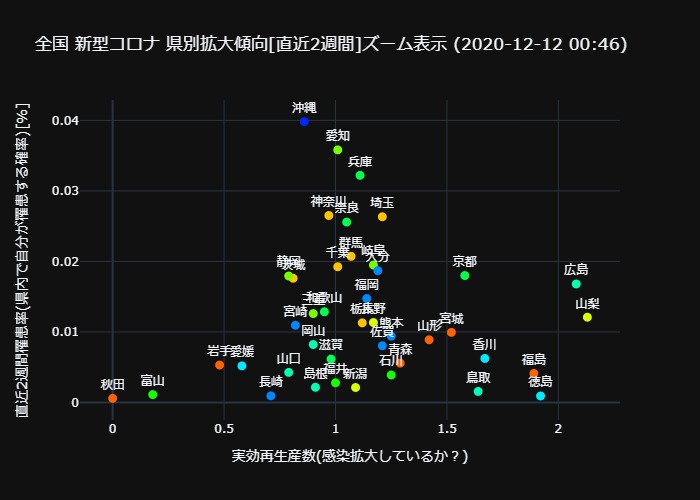 全国 新型コロナ 県別拡大傾向[直近2週間]ズーム表示 (2020-12-12 00:46)
直近2週間罹患率(県内で自分が罹患する確率)[%]
0.04
0.03
0.02
0.01
0
沖縄
愛知
兵庫
神奈川
奈良
埼玉
群馬
千葉
岐阜
大分
静岡
茨城
京都
広島
福岡
山梨
三重
和歌山
宮崎
栃木
長野
熊本
佐賀
山形
宮城
岡山
滋賀
岩手
愛媛
山口
石川
青森
香川
福島
秋田
富山
長崎
島根
福井
新潟
鳥取
徳島
0
0.5
1
1.5
2
実効再生産数(感染拡大しているか？)